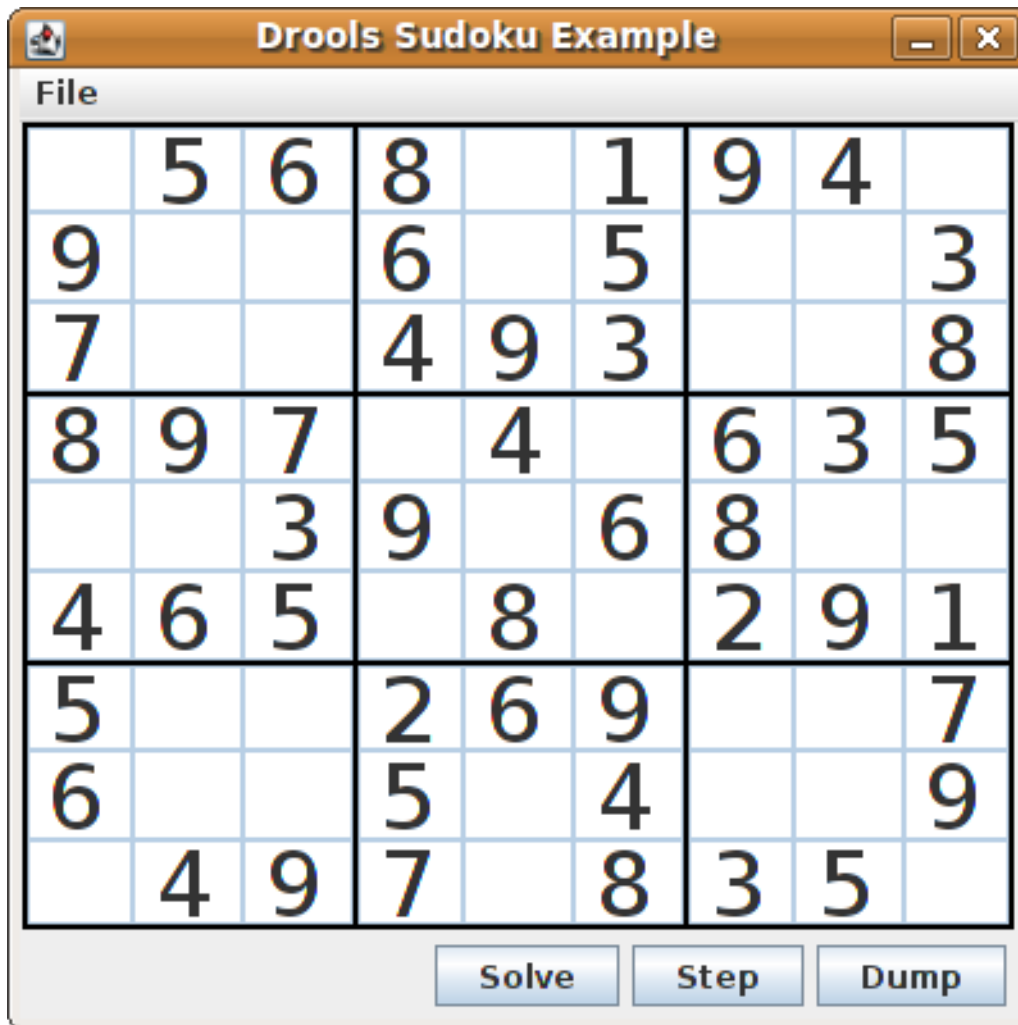 Drools Sudoku Example
File
5 6 8 1 9 4
9 6 5 3
7 4 9 3 8
8 9 7 4 6 3 5
3 9 6 8
4 6 5 8 2 9 1
5 2 6 9 7
6 5 4 9
4 9 7 8 3 5
Solve Step Dump